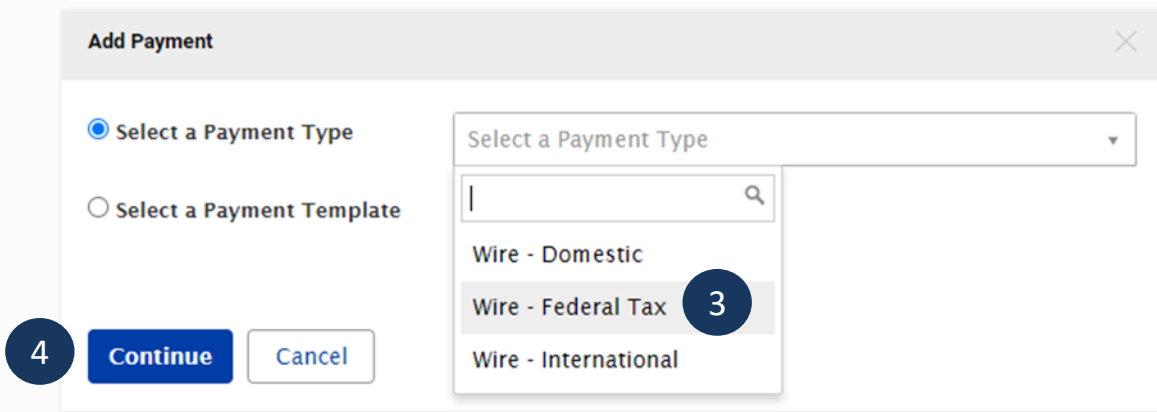 Add Payment
Select a Payment Type
Select a Payment Type
Select a Payment Template
Wire - Domestic
Wire - Federal Tax 3
Wire - International
4 Continue Cancel